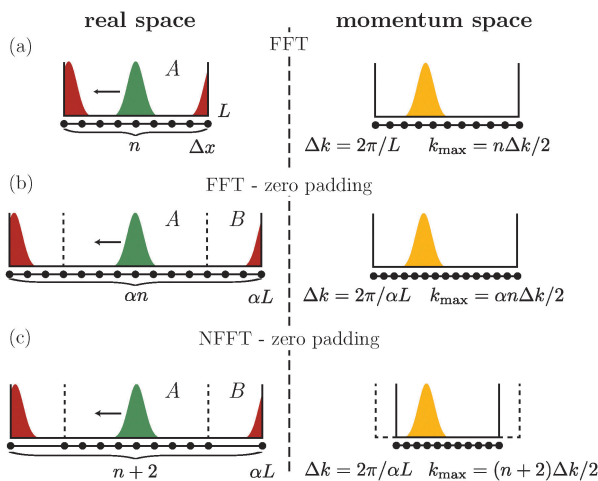 real space
momentum space
(a)
FFT
A
L
n
Δx
Δk = 2π/L
k_max = nΔk/2
(b)
FFT - zero padding
A
B
αn
αL
Δk = 2π/αL
k_max = αnΔk/2
(c)
NFFT - zero padding
A
B
n + 2
αL
Δk = 2π/αL
k_max = (n + 2)Δk/2